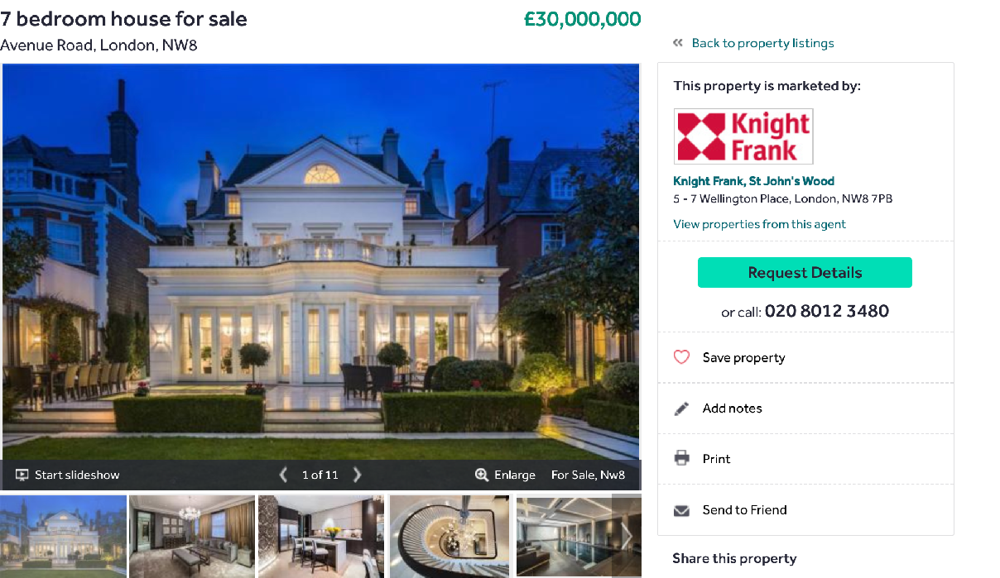 7 bedroom house for sale
£30,000,000
Avenue Road, London, NW8
Back to property listings
This property is marketed by:
Knight
Frank
Knight Frank, St John's Wood
5 - 7 Wellington Place, London, NW8 7PB
View properties from this agent
Request Details
or call: 020 8012 3480
Save property
Add notes
Print
Send to Friend
Share this property
Start slideshow
1 of 11
Enlarge
For Sale, Nw8